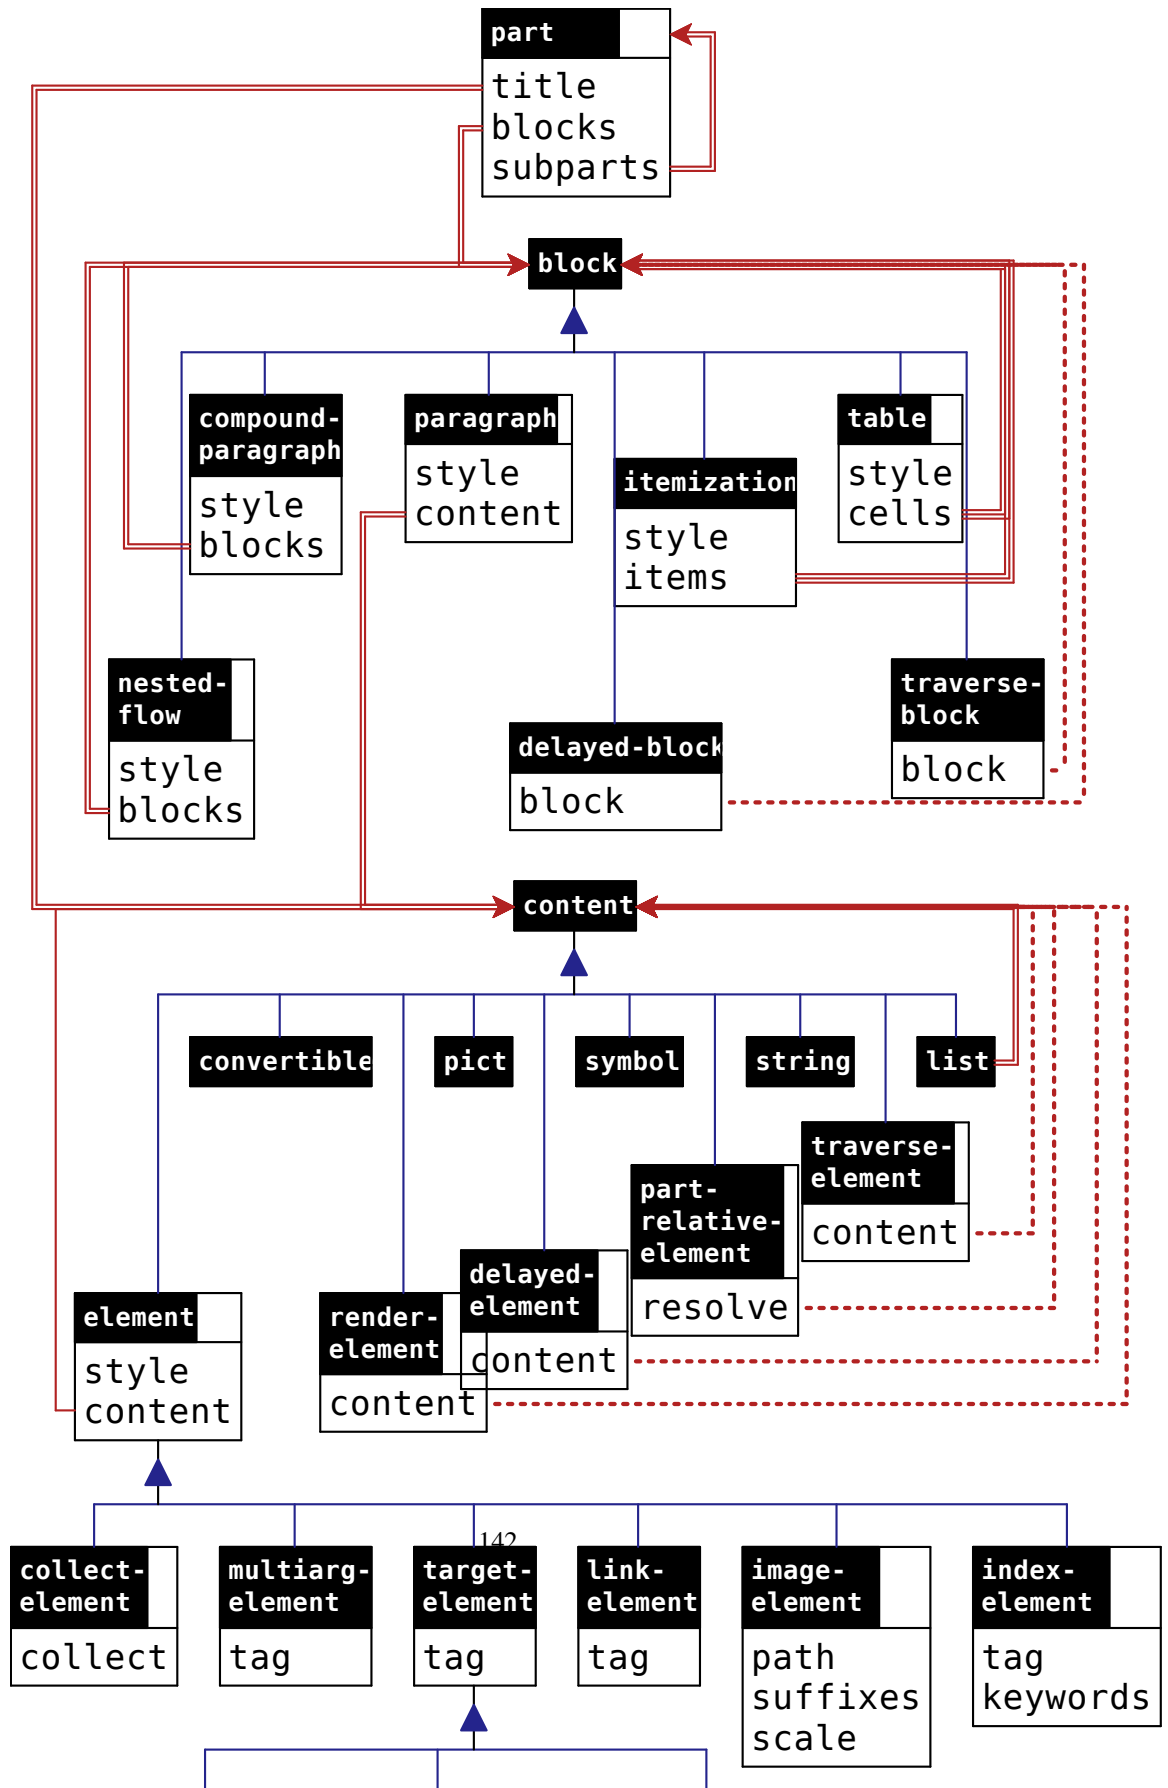 part
title
blocks
subparts
block
compound-
paragraph
style
blocks
paragraph
style
content
itemization
style
items
table
style
cells
nested-
flow
style
blocks
delayed-block
block
traverse-
block
block
content
convertible
pict
symbol
string
list
traverse-
element
content
part-
relative-
element
resolve
delayed-
element
content
render-
element
content
element
style
content
142
collect-
element
collect
multiarg-
element
tag
target-
element
tag
link-
element
tag
image-
element
path
suffixes
scale
index-
element
tag
keywords